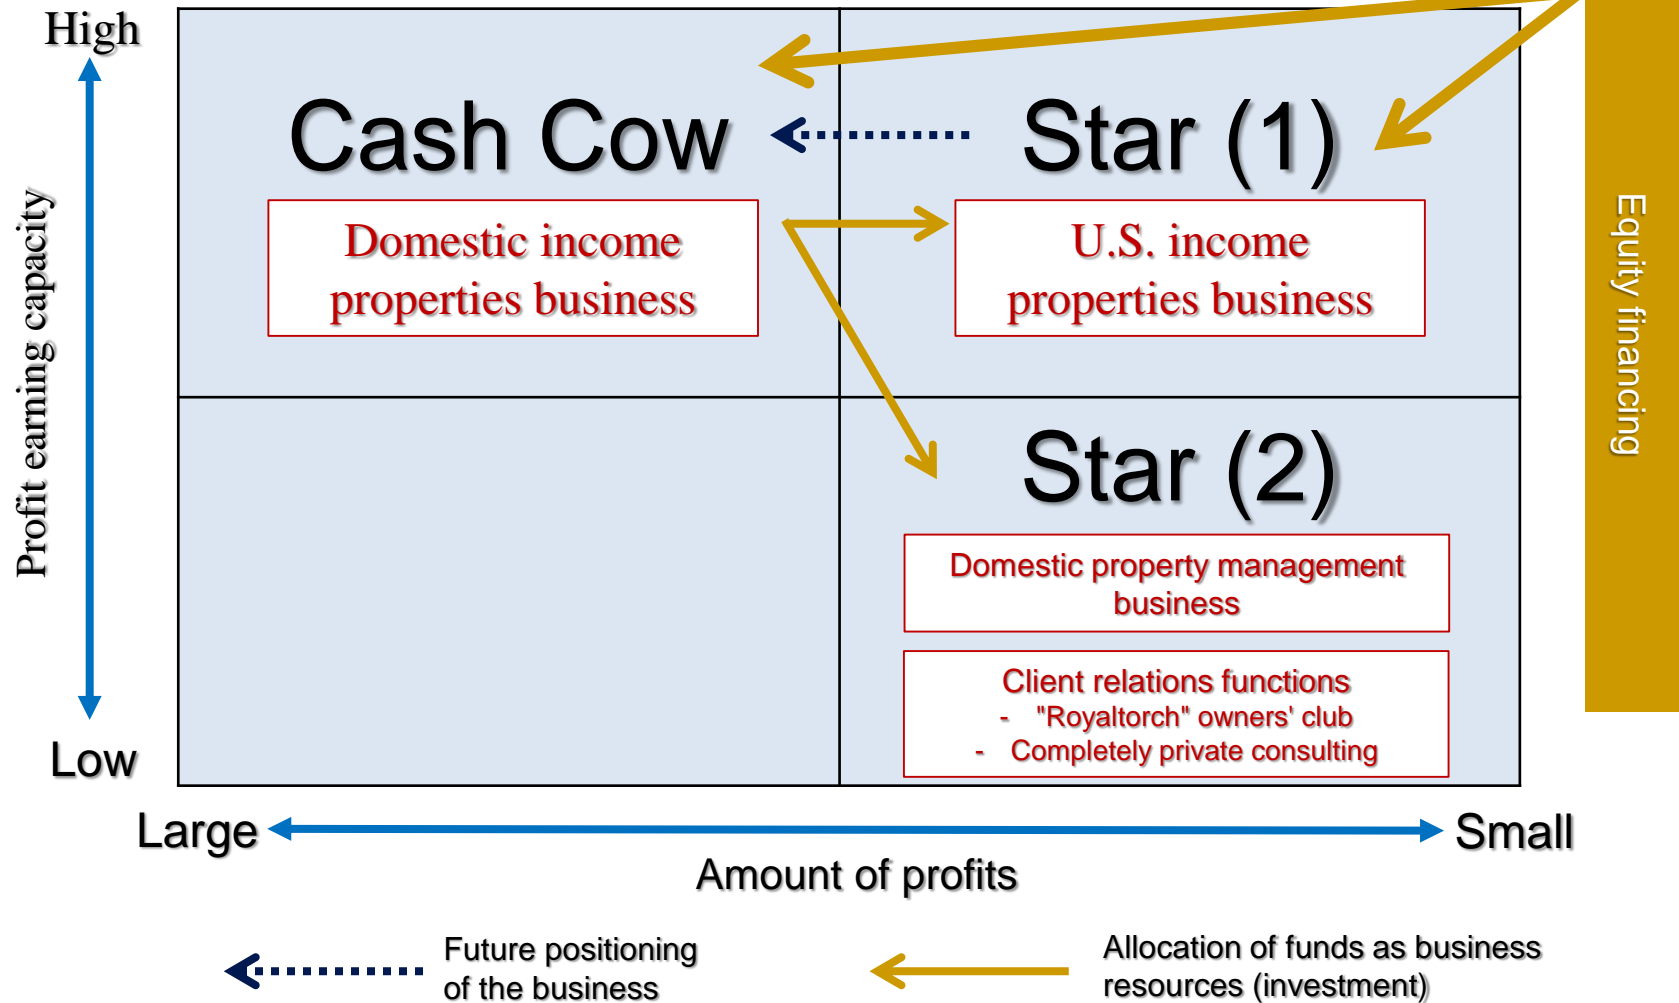 High
Cash Cow
Star (1)
Domestic income
properties business
U.S. income
properties business
Profit earning capacity
Equity financing
Star (2)
Domestic property management
business
Client relations functions
- "Royaltorch" owners' club
- Completely private consulting
Low
Large
Small
Amount of profits
Future positioning
of the business
Allocation of funds as business
resources (investment)